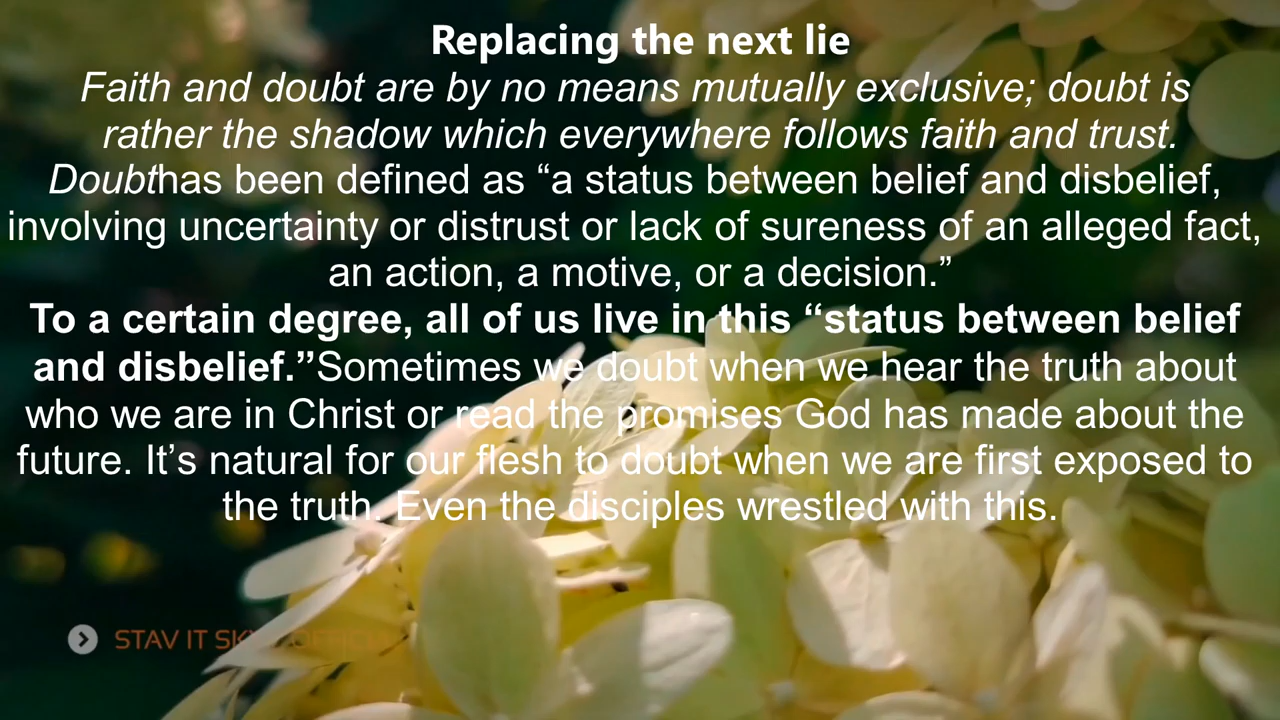 Replacing the next lie
Faith and doubt are by no means mutually exclusive; doubt is
rather the shadow which everywhere follows faith and trust.
Doubthas been defined as “a status between belief and disbelief,
involving uncertainty or distrust or lack of sureness of an alleged fact,
an action, a motive, or a decision.”
To a certain degree, all of us live in this “status between belief
and disbelief.”Sometimes we doubt when we hear the truth about
who we are in Christ or read the promises God has made about the
future. It’s natural for our flesh to doubt when we are first exposed to
the truth. Even the disciples wrestled with this.
STAV IT